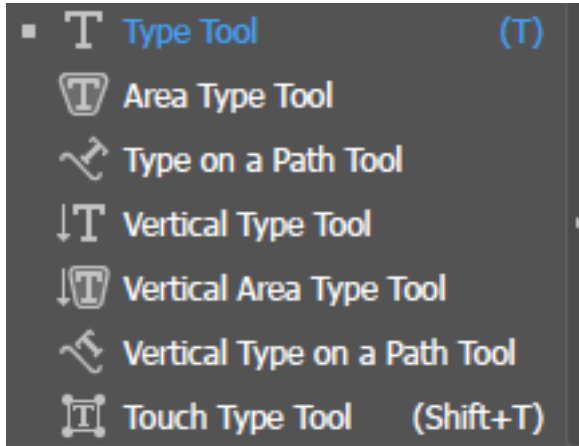 Type Tool (T)
Area Type Tool
Type on a Path Tool
Vertical Type Tool
Vertical Area Type Tool
Vertical Type on a Path Tool
Touch Type Tool (Shift+T)